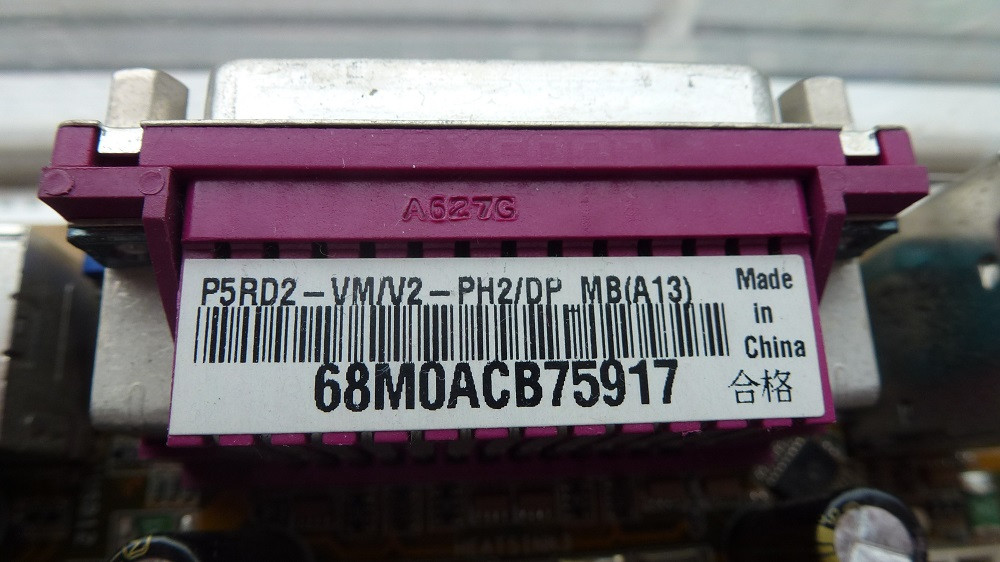 A627G
P5RD2-VM/V2-PH2/DP MB(A13)
68M0ACB75917
Made
in
China
合格